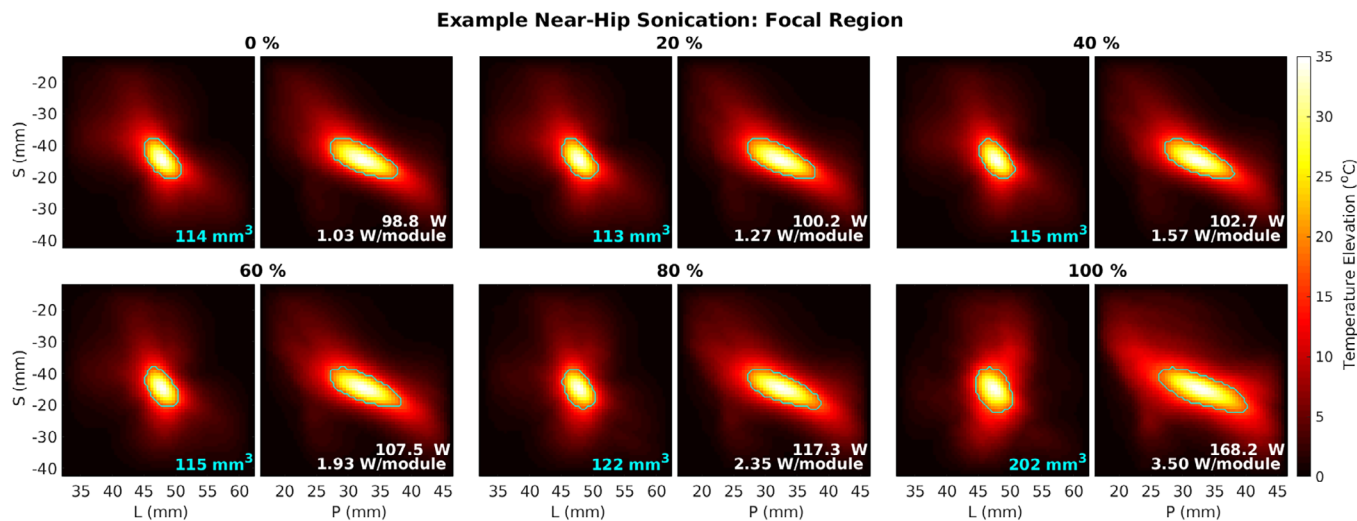 Example Near-Hip Sonication: Focal Region
0 %
20 %
40 %
S (mm)
-20
-30
-40
-20
-30
-40
114 mm³
98.8 W
1.03 W/module
113 mm³
100.2 W
1.27 W/module
115 mm³
102.7 W
1.57 W/module
60 %
80 %
100 %
S (mm)
-20
-30
-40
-20
-30
-40
115 mm³
107.5 W
1.93 W/module
122 mm³
117.3 W
2.35 W/module
202 mm³
168.2 W
3.50 W/module
35 40 45 50 55 60
20 25 30 35 40 45
35 40 45 50 55 60
20 25 30 35 40 45
35 40 45 50 55 60
20 25 30 35 40 45
L (mm)
P (mm)
L (mm)
P (mm)
L (mm)
P (mm)
35
30
25
20
15
10
5
0
Temperature Elevation (°C)